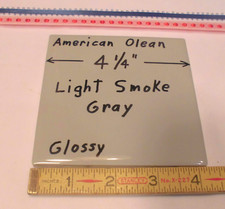 American Olean
4 1/4"
Light Smoke
Gray
Glossy
1 2 3 4